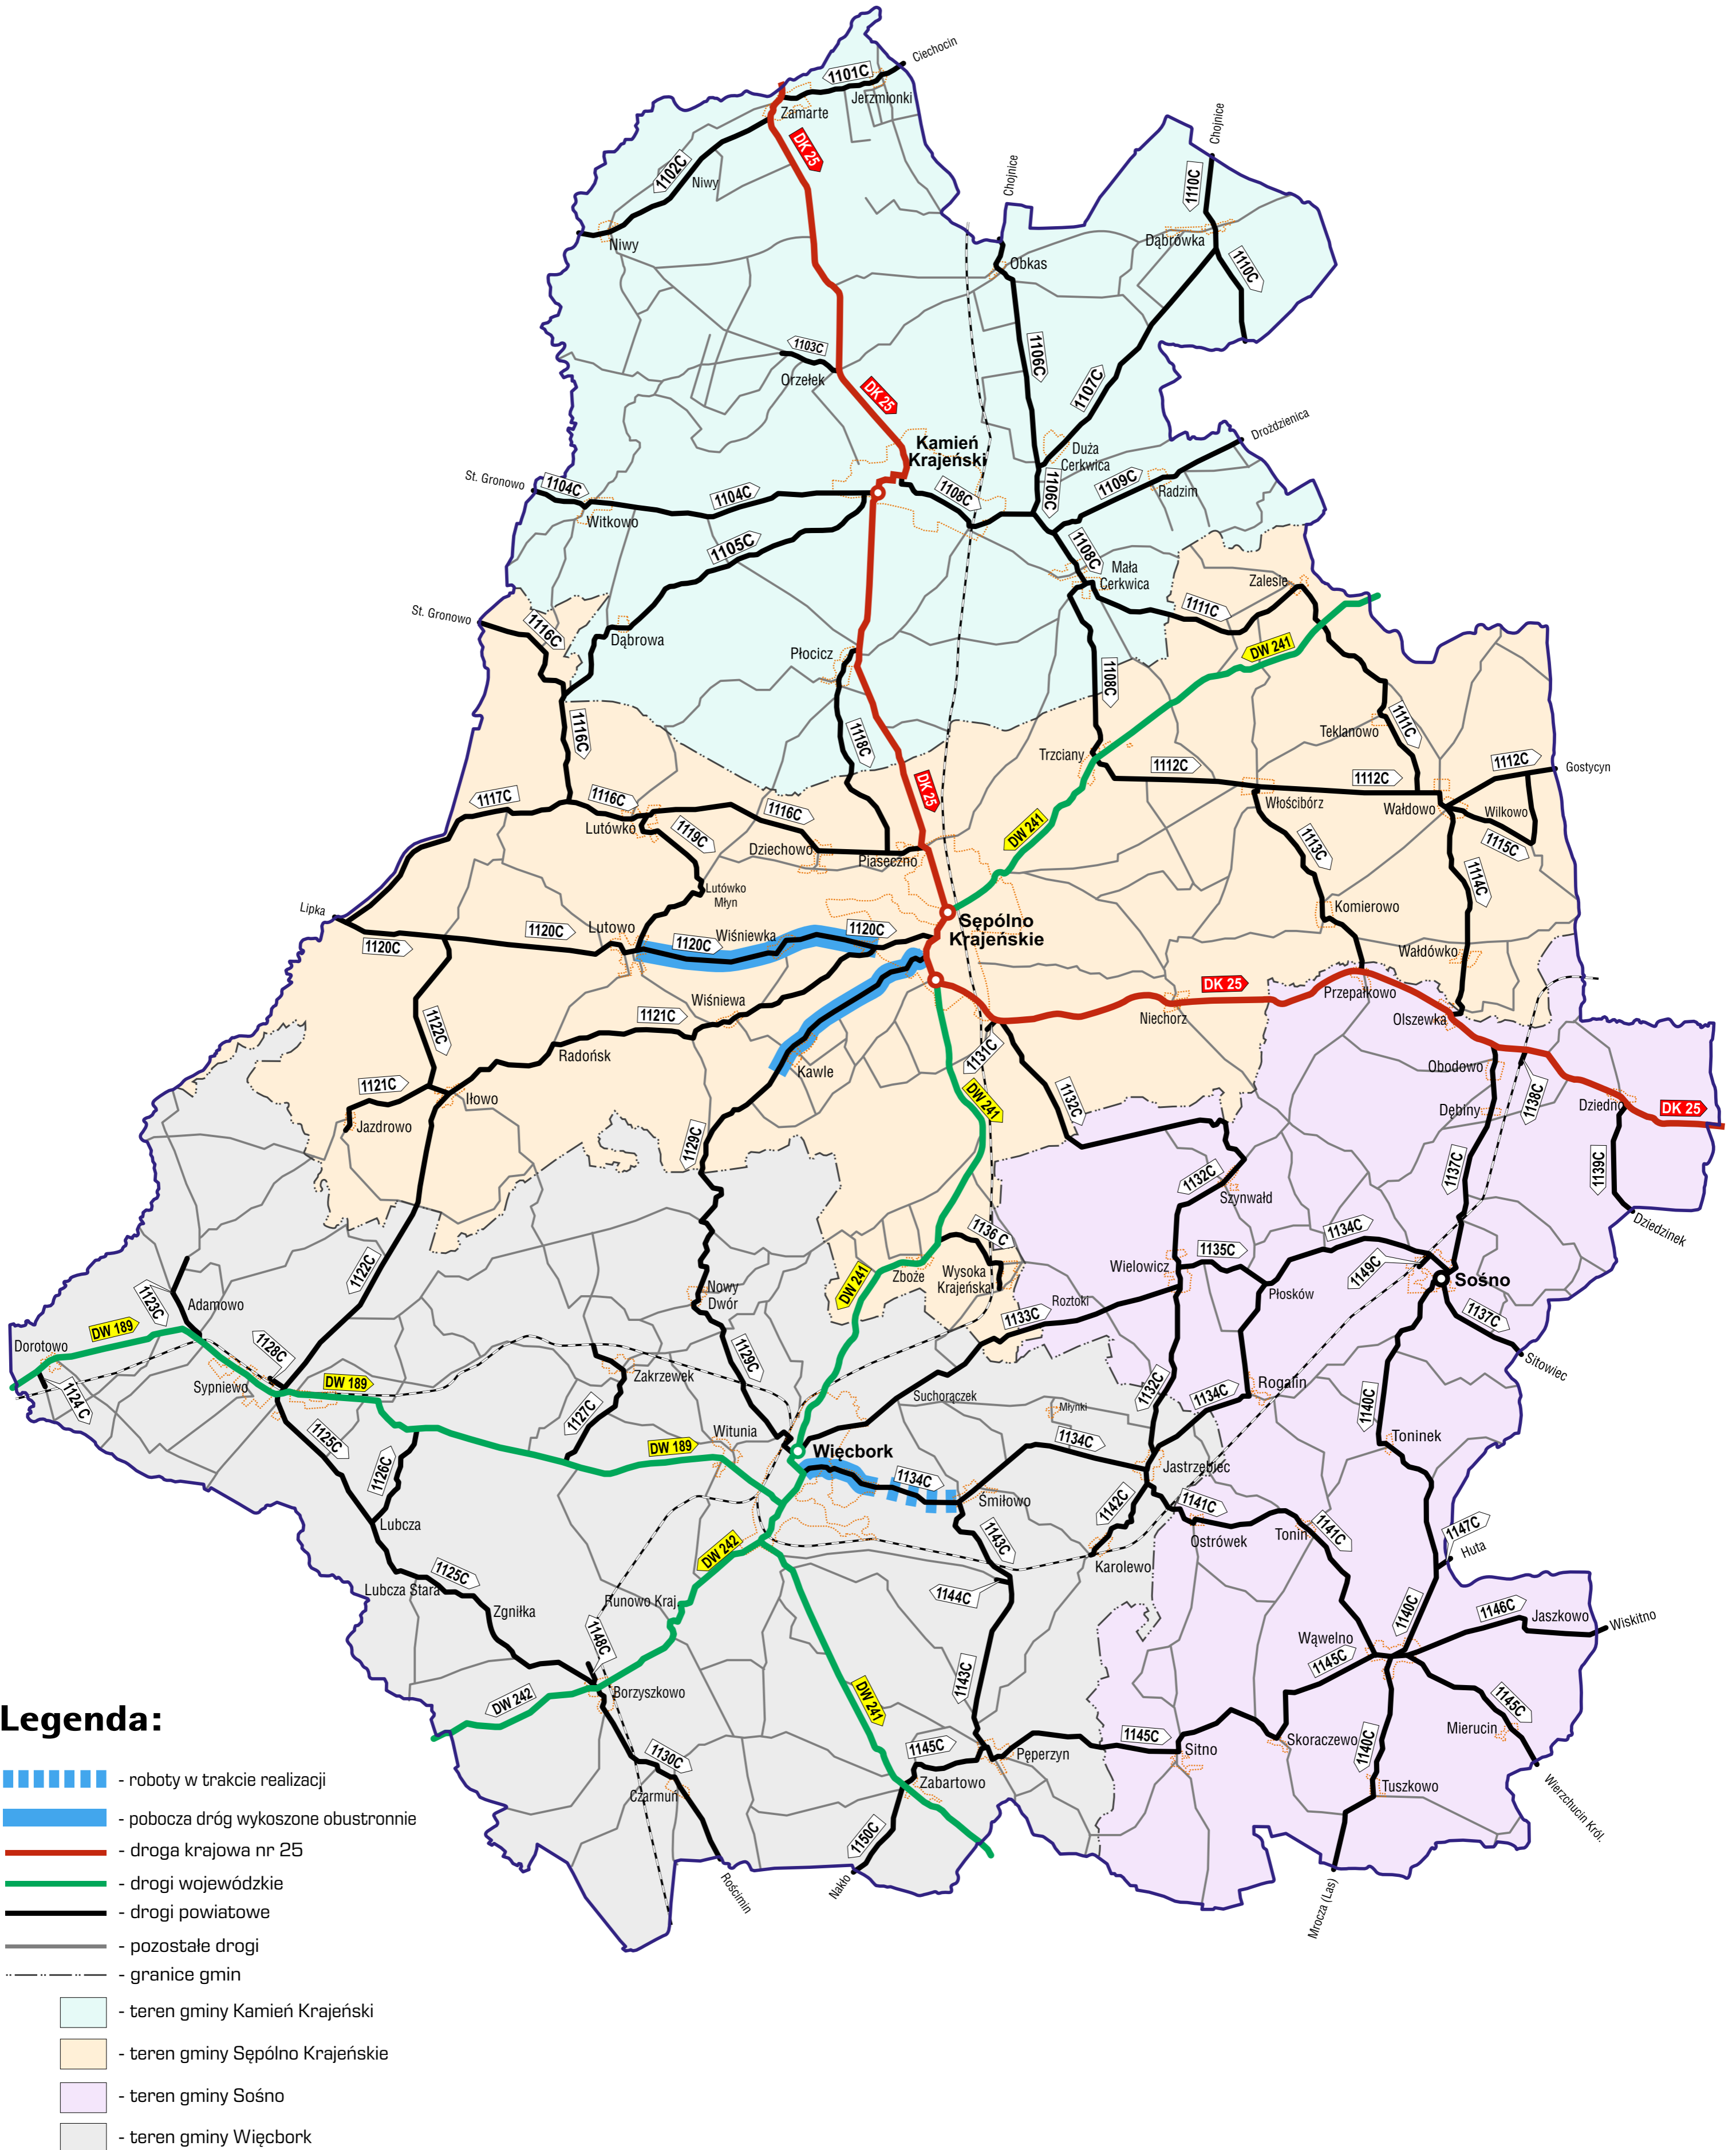 Ciechocin
1101C
Jerzmionki
Zamarte
DK 25
1102C
Niwy
Niwy
Chojnice
Chojnice
1110C
Dąbrówka
1110C
Obkas
1103C
Orzełek
1106C
1107C
DK 25
Kamień
Krajeński
Duża
Cerkwica
Drożdzienica
St. Gronowo
1104C
1104C
Witkowo
1108C
1106C
1109C
Radzim
1105C
1108C
Mała
Cerkwica
Zalesie
1111C
St. Gronowo
1116C
Dąbrowa
Płocicz
DW 241
1108C
1116C
1118C
Trzciany
Teklanowo
1111C
DK 25
1112C
1112C
1112C
Gostycyn
1117C
1116C
Lutówko
1116C
1119C
Dziechowo
Piaseczno
DW 241
Włościbórz
Wałdowo
Wilkowo
1115C
1113C
1114C
Lutówko
Młyn
Lipka
Komierowo
1120C
1120C
Lutowo
1120C
Wiśniewka
1120C
Sępólno
Krajeńskie
Wałdówko
DK 25
Przepałkowo
Wiśniewa
1121C
Niechorz
Olszewka
1122C
Radońsk
1131C
Kawle
Obodowo
1138C
1121C
Iłowo
DW 241
1132C
Dębiny
Dziedno
DK 25
Jazdrowo
1129C
1137C
1139C
1132C
Szynwałd
Dziedzinek
1136 C
1134C
1122C
1135C
Wielowicz
1149C
Sośno
Zboże
Wysoka
Krajeńska
DW 241
Nowy
Dwór
Płosków
1123C
Adamowo
1133C
Roztoki
1137C
DW 189
Dorotowo
Sitowiec
1128C
1129C
Zakrzewek
Sypniewo
DW 189
1124 C
Suchorączek
1132C
1134C
Rogalin
Młynki
1140C
1127C
1125C
Witunia
DW 189
Więcbork
1134C
Toninek
1126C
1134C
Jastrzębiec
Śmiłowo
1142C
1141C
Lubcza
Ostrówek
Tonin
1141C
1147C
Huta
1143C
Karolewo
DW 242
1125C
Lubcza Stara
Zgniłka
Runowo Kraj.
1144C
1140C
1146C
Jaszkowo
Wiskitno
1148C
Wąwelno
1145C
1143C
Borzyszkowo
DW 242
DW 241
1145C
Mierucin
1145C
1145C
Sitno
Skoraczewo
1140C
Pęperzyn
1130C
Czarmuń
Zabartowo
Tuszkowo
Wierzchucin Król.
1150C
Nakło
Rościmin
Mrocza (Las)
Legenda:
- roboty w trakcie realizacji
- pobocza dróg wykoszone obustronnie
- droga krajowa nr 25
- drogi wojewódzkie
- drogi powiatowe
- pozostałe drogi
- granice gmin
- teren gminy Kamień Krajeński
- teren gminy Sępólno Krajeńskie
- teren gminy Sośno
- teren gminy Więcbork